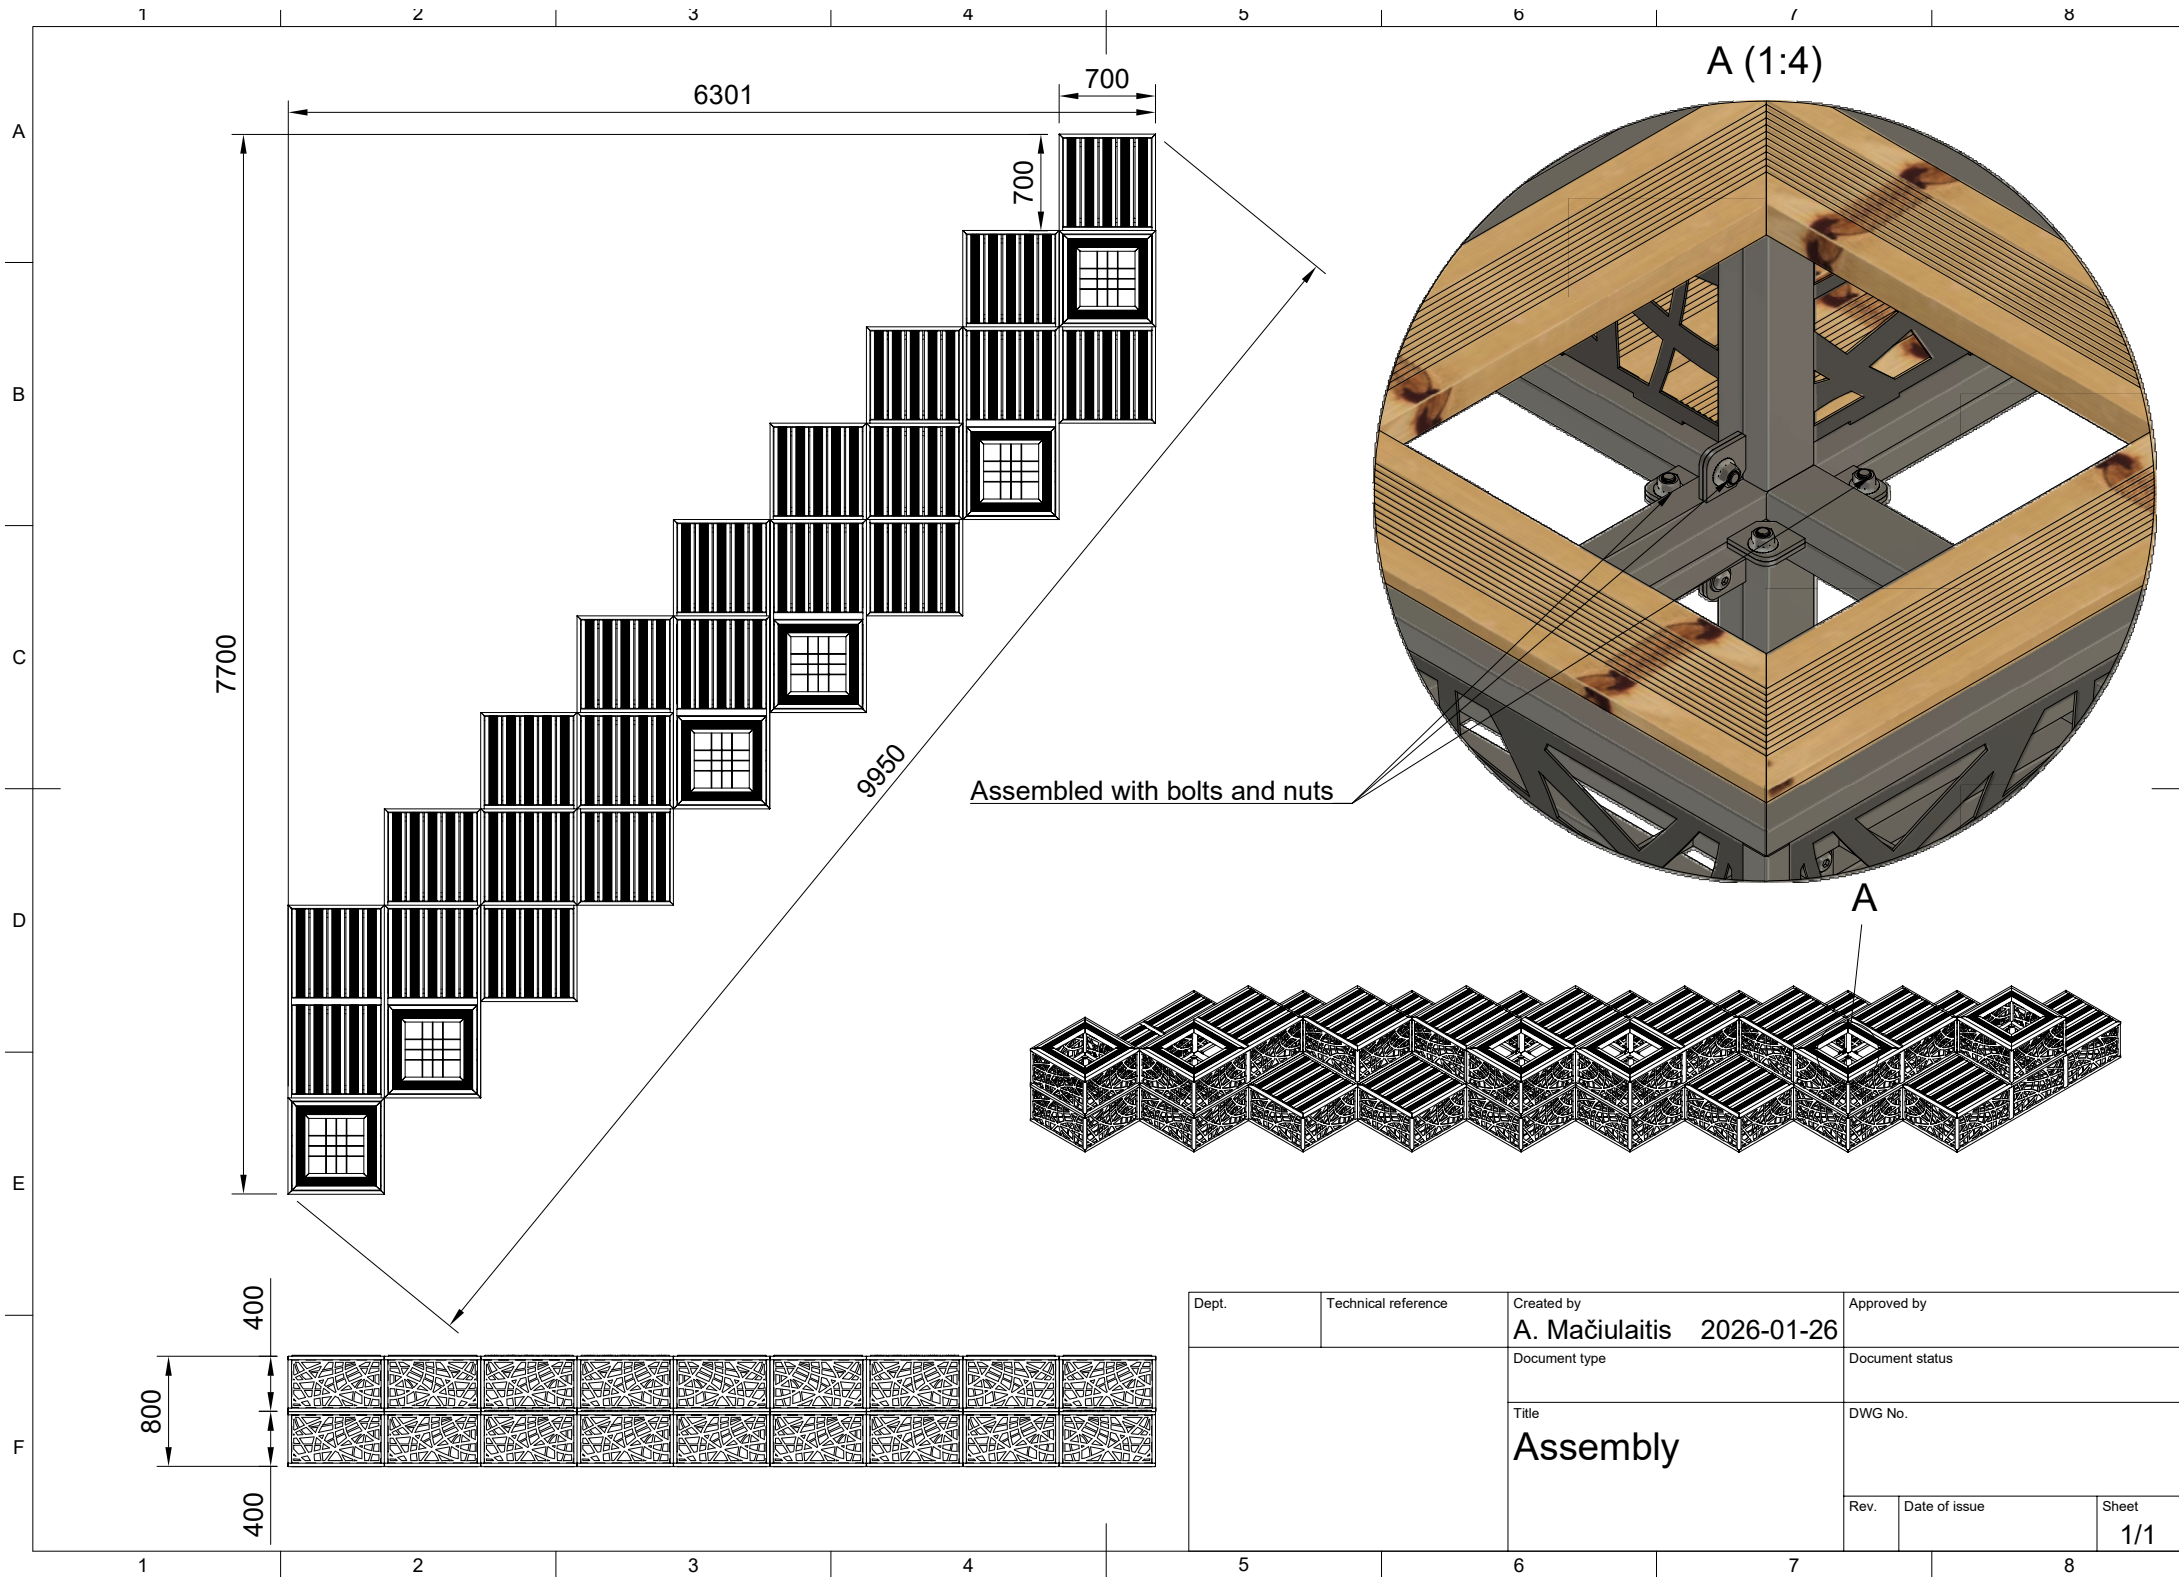 1 2 3 4 5 6 7 8
A (1:4)
6301
700
A
700
B
7700
C
9950
Assembled with bolts and nuts
A
D
E
400
800
F
400
Dept.
Technical reference
Created by
A. Mačiulaitis 2026-01-26
Approved by
Document type
Document status
Title
Assembly
DWG No.
Rev.
Date of issue
Sheet
1/1
1 2 3 4 5 6 7 8